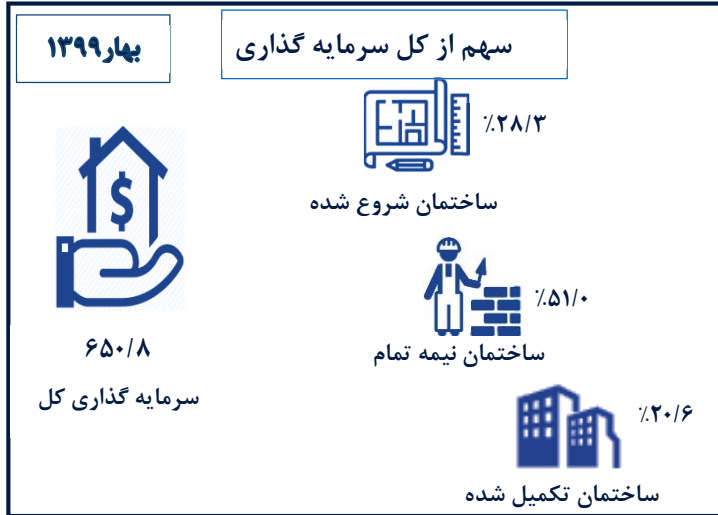 سهم از کل سرمایه گذاری
بهار۱۳۹۹
٪۲۸/۳
ساختمان شروع شده
٪۵۱/۰
ساختمان نیمه تمام
٪۲۰/۶
ساختمان تکمیل شده
$
۶۵۰/۸
سرمایه گذاری کل